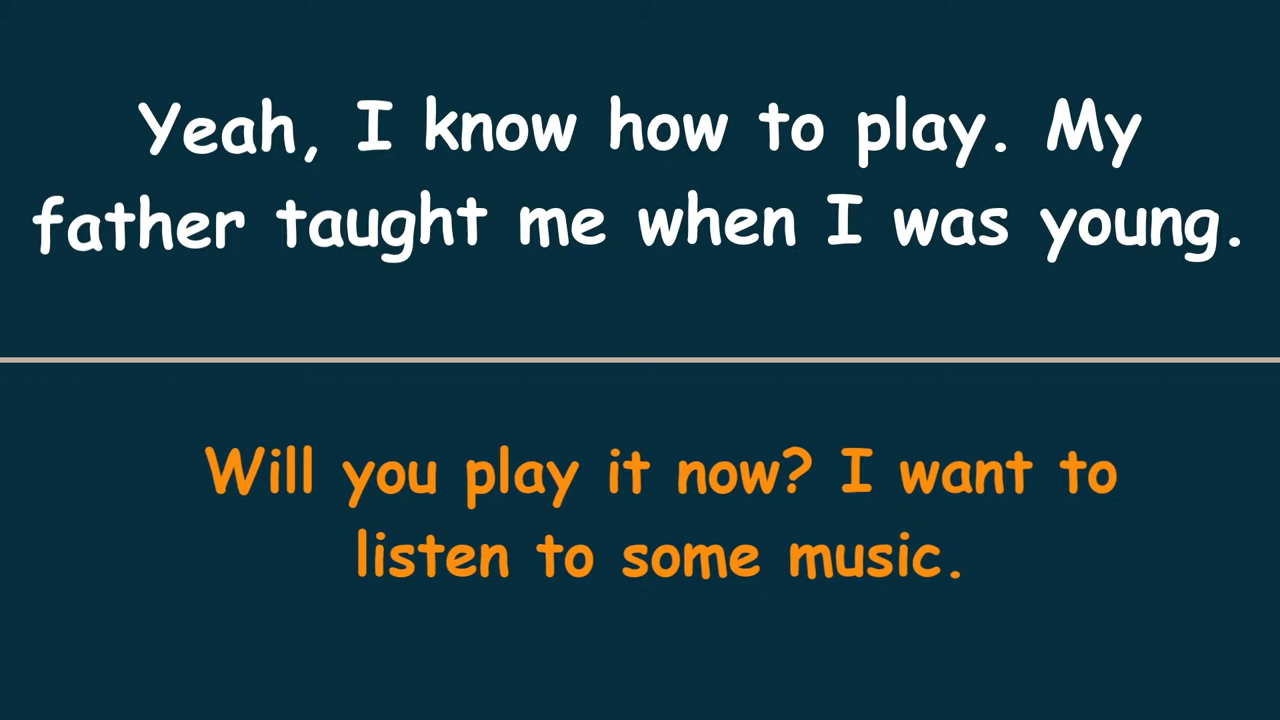 Yeah, I know how to play. My
father taught me when I was young.
Will you play it now? I want to
listen to some music.